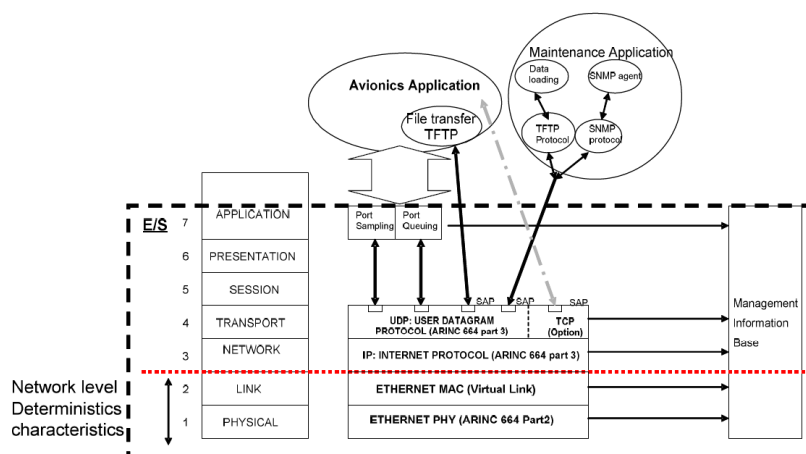 Maintenance Application
Data
loading
SNMP agent
Avionics Application
File transfer
TFTP
TFTP
Protocol
SNMP
protocol
E/S
7
APPLICATION
Port
Sampling
Port
Queuing
6
PRESENTATION
5
SESSION
SAP
SAP
SAP
4
TRANSPORT
UDP: USER DATAGRAM
PROTOCOL (ARINC 664 part 3)
TCP
(Option)
Management
Information
Base
3
NETWORK
IP: INTERNET PROTOCOL (ARINC 664 part 3)
Network level
Deterministics
characteristics
2
LINK
ETHERNET MAC (Virtual Link)
1
PHYSICAL
ETHERNET PHY (ARINC 664 Part2)